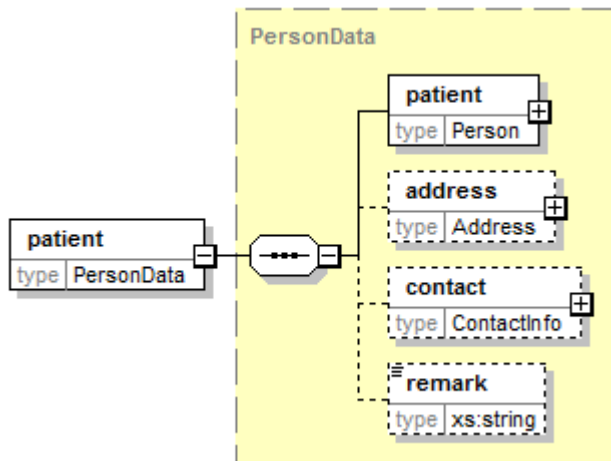 PersonData
patient
type Person
address
type Address
patient
type PersonData
contact
type ContactInfo
remark
type xs:string